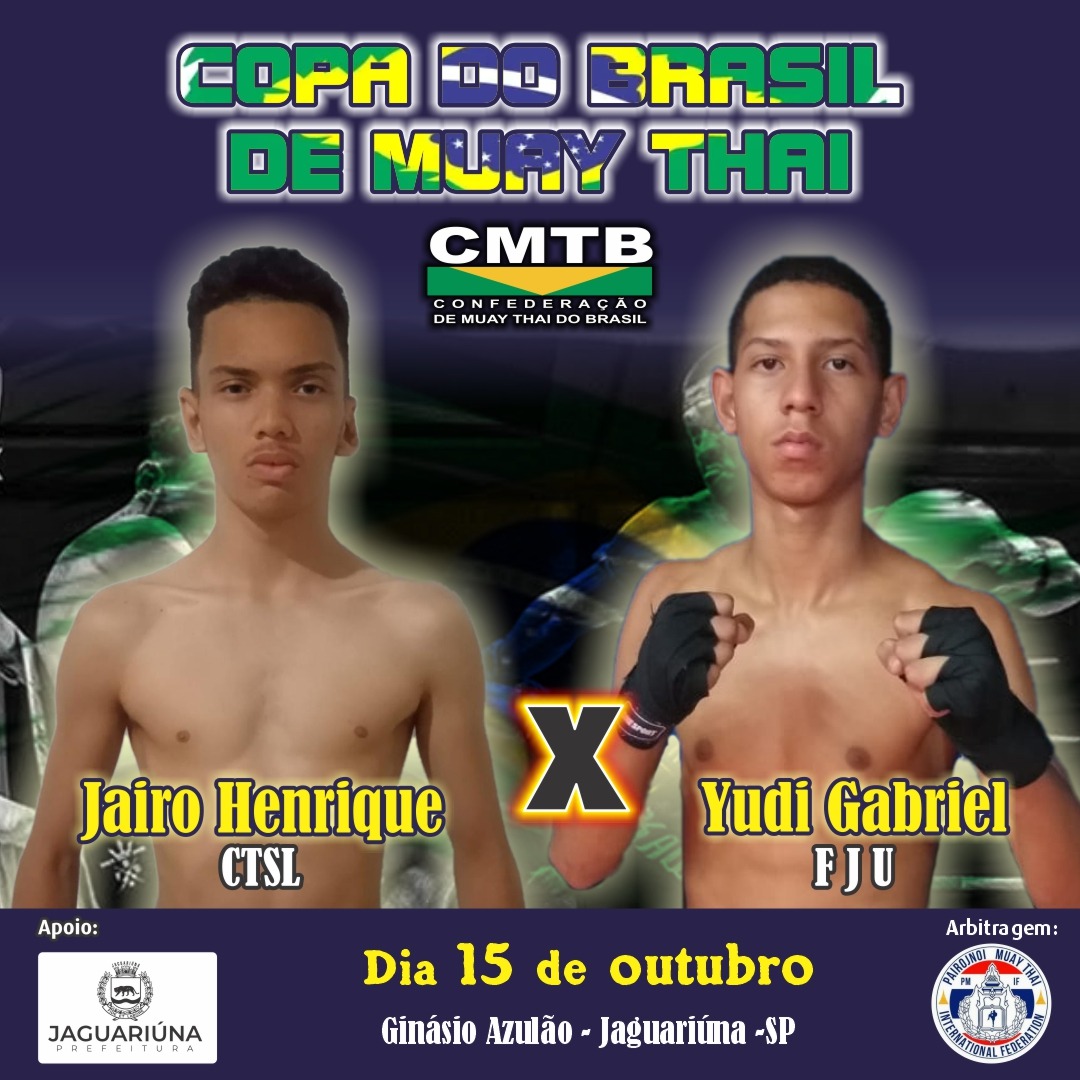 COPA DO BRASIL
DE MUAY THAI
CMTB
CONFEDERAÇÃO
DE MUAY THAI DO BRASIL
X
Jairo Henrique
CTSL
Yudi Gabriel
F J U
Apoio:
JAGUARIÚNA
PREFEITURA
Dia 15 de outubro
Ginásio Azulão - Jaguariúna -SP
Arbitragem:
PAIROJNOI MUAY THAI
PM IF
INTERNATIONAL FEDERATION